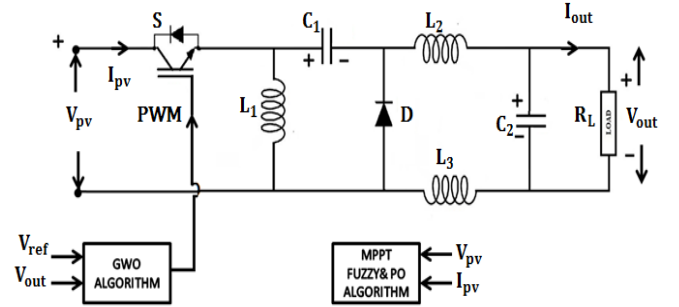 S
C1
L2
Iout
+
Ipv
+ -
+
Vpv
PWM
L1
D
C2
+
-
RL
LOAD
Vout
-
L3
Vref
Vout
GWO
ALGORITHM
MPPT
FUZZY& PO
ALGORITHM
Vpv
Ipv